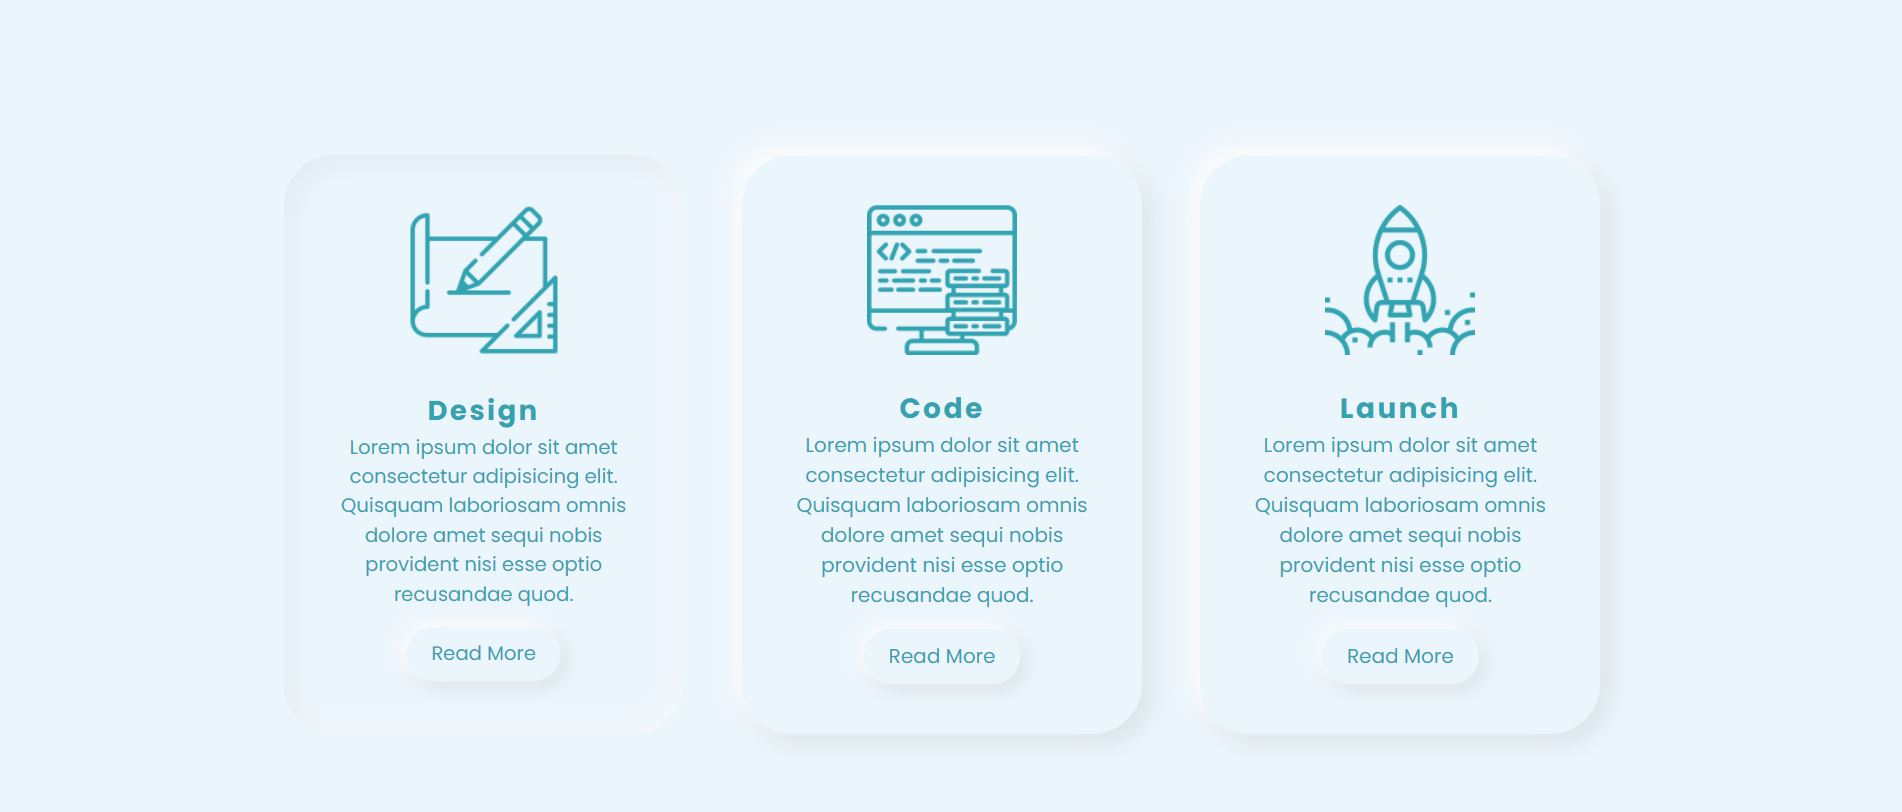 Design
Lorem ipsum dolor sit amet
consectetur adipisicing elit.
Quisquam laboriosam omnis
dolore amet sequi nobis
provident nisi esse optio
recusandae quod.
Read More
</>
Code
Lorem ipsum dolor sit amet
consectetur adipisicing elit.
Quisquam laboriosam omnis
dolore amet sequi nobis
provident nisi esse optio
recusandae quod.
Read More
Launch
Lorem ipsum dolor sit amet
consectetur adipisicing elit.
Quisquam laboriosam omnis
dolore amet sequi nobis
provident nisi esse optio
recusandae quod.
Read More